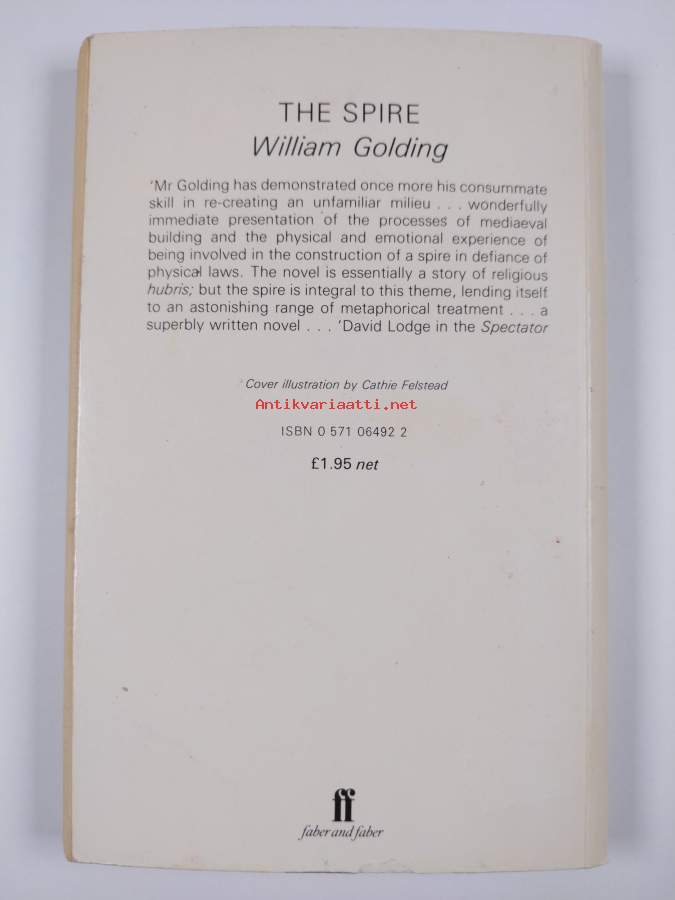 THE SPIRE
William Golding
'Mr Golding has demonstrated once more his consummate
skill in re-creating an unfamiliar milieu . . . wonderfully
immediate presentation of the processes of mediaeval
building and the physical and emotional experience of
being involved in the construction of a spire in defiance of
physical laws. The novel is essentially a story of religious
hubris; but the spire is integral to this theme, lending itself
to an astonishing range of metaphorical treatment . . . a
superbly written novel . . . 'David Lodge in the Spectator
Cover illustration by Cathie Felstead
Antikvariaatti.net
ISBN 0 571 06492 2
£1.95 net
ff
faber and faber